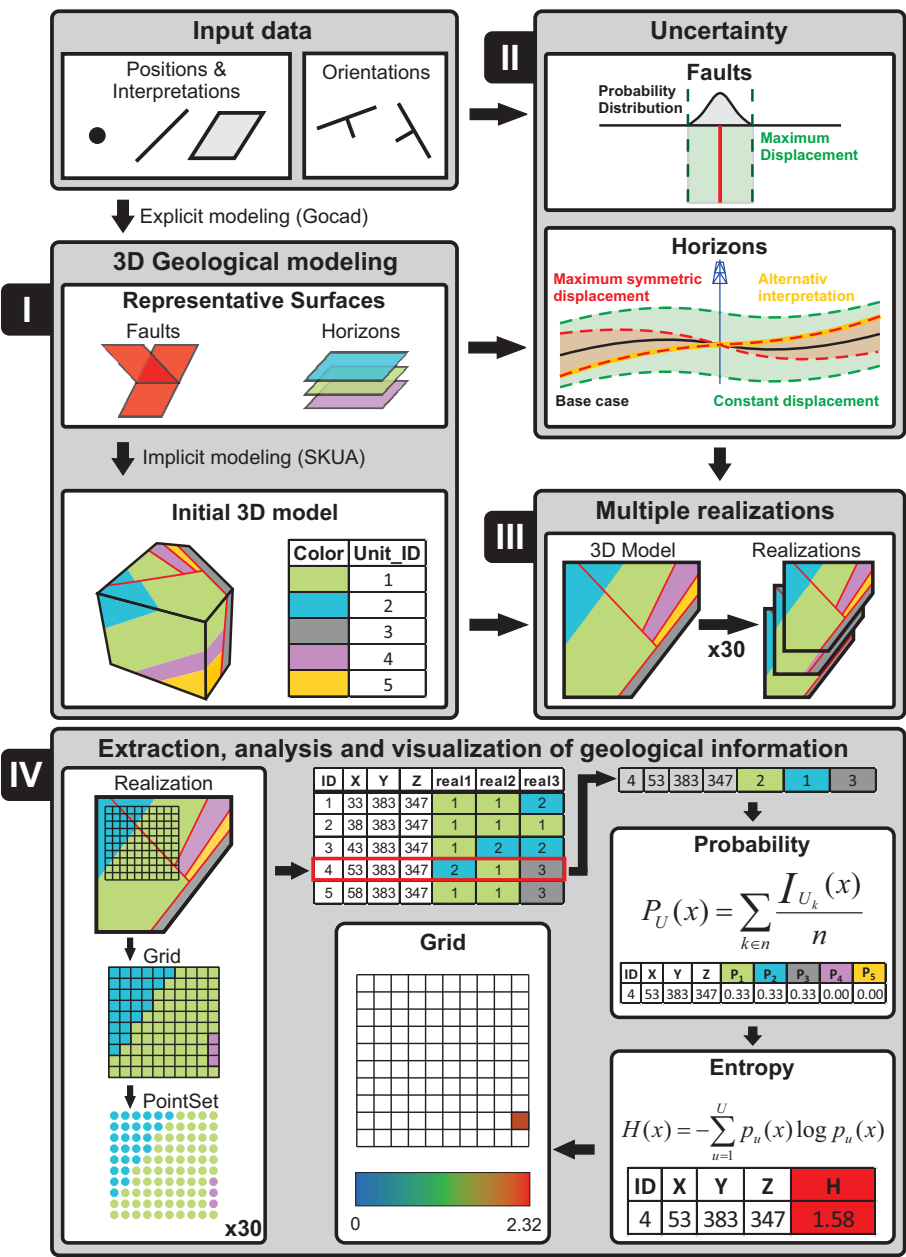 Input data
Positions &
Interpretations
Orientations
Explicit modeling (Gocad)
I
3D Geological modeling
Representative Surfaces
Faults
Horizons
Implicit modeling (SKUA)
Initial 3D model
Color Unit_ID
1
2
3
4
5
II
Uncertainty
Faults
Probability
Distribution
Maximum
Displacement
Horizons
Maximum symmetric
displacement
Alternativ
interpretation
Base case
Constant displacement
III
Multiple realizations
3D Model
Realizations
x30
IV
Extraction, analysis and visualization of geological information
Realization
Grid
PointSet
x30
ID X Y Z real1 real2 real3
1 33 383 347 1 1 2
2 38 383 347 1 1 1
3 43 383 347 1 2 2
4 53 383 347 2 1 3
5 58 383 347 1 1 3
4 53 383 347 2 1 3
Probability
P_U(x) = ∑_{k∈n} I_{U_k}(x) / n
ID X Y Z P₁ P₂ P₃ P₄ P₅
4 53 383 347 0.33 0.33 0.33 0.00 0.00
Entropy
H(x) = −∑_{u=1}^{U} p_u(x) log p_u(x)
ID X Y Z H
4 53 383 347 1.58
Grid
0 2.32